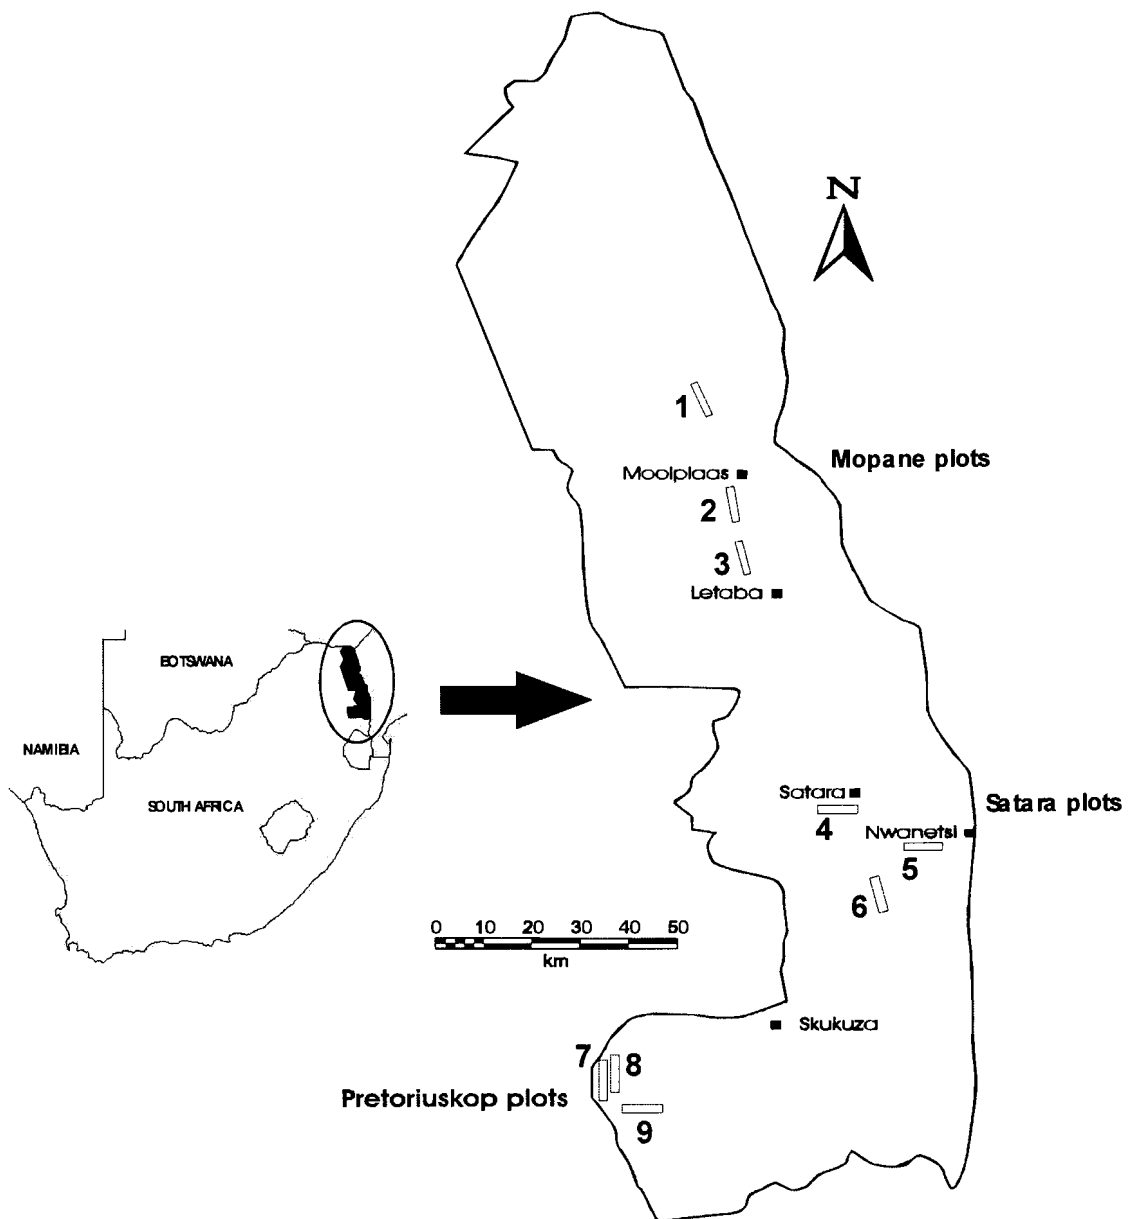 N
1
Mopane plots
Mooiplaas
2
3
Letaba
BOTSWANA
NAMIBIA
SOUTH AFRICA
Satara
Satara plots
4
Nwanetsi
5
6
0 10 20 30 40 50
km
Skukuza
7
8
Pretoriuskop plots
9